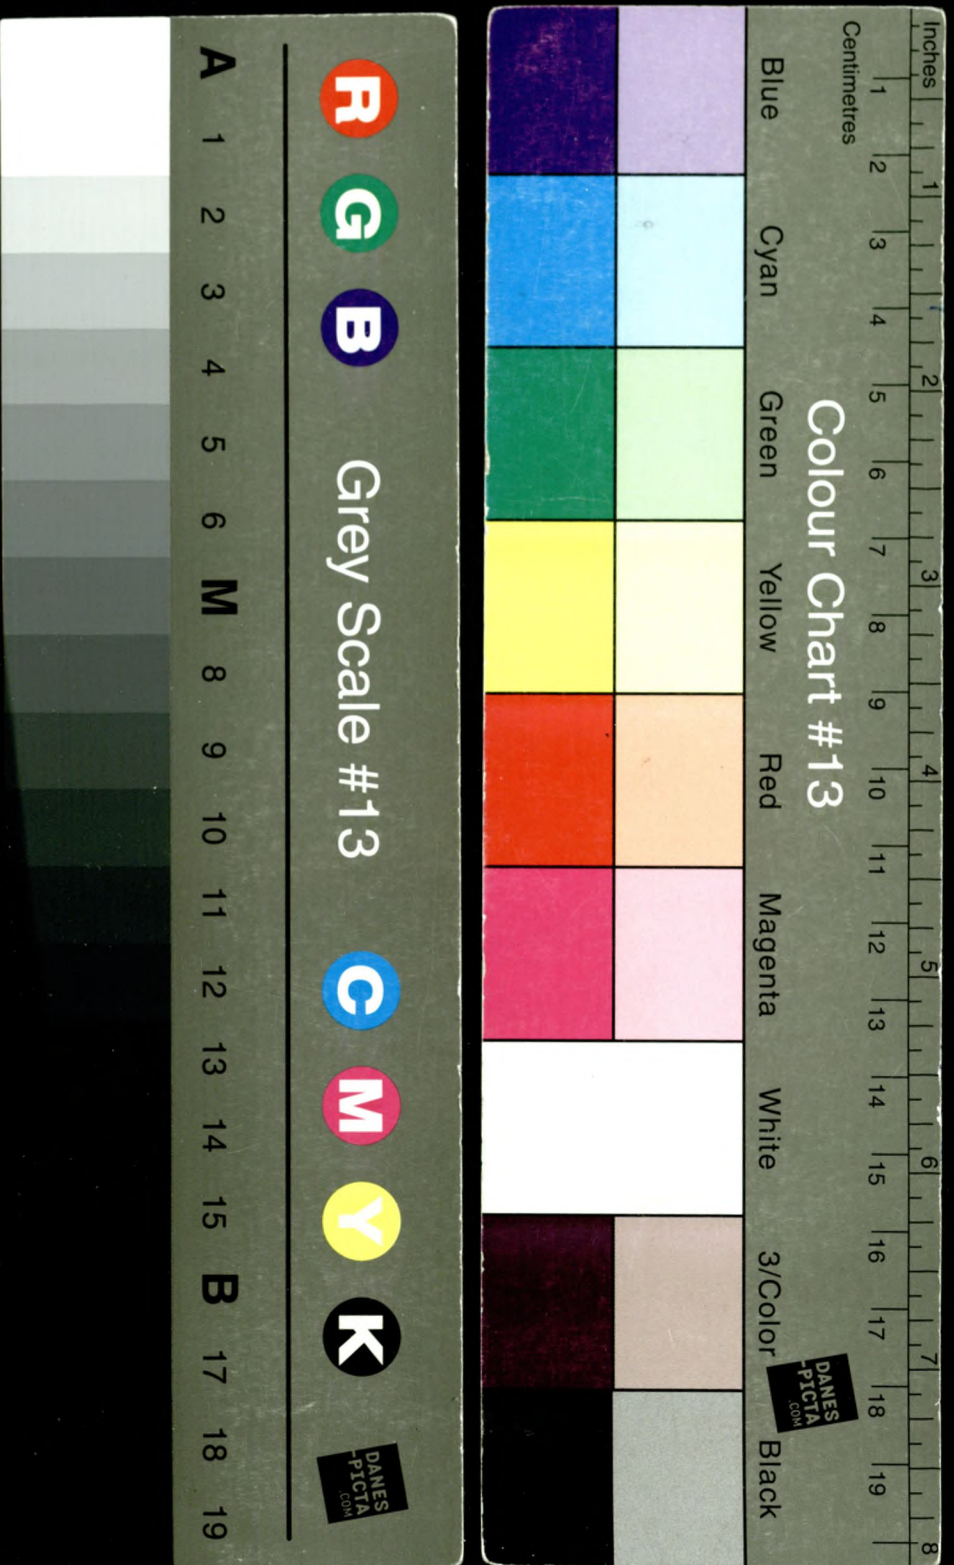 Inches 1 2 3 4 5 6 7 8
Centimetres 1 2 3 4 5 6 7 8 9 10 11 12 13 14 15 16 17 18 19
Colour Chart #13
DANES
-PICTA
.COM
Blue Cyan Green Yellow Red Magenta White 3/Color Black
R G B Grey Scale #13 C M Y K
DANES
-PICTA
.COM
A 1 2 3 4 5 6 M 8 9 10 11 12 13 14 15 B 17 18 19